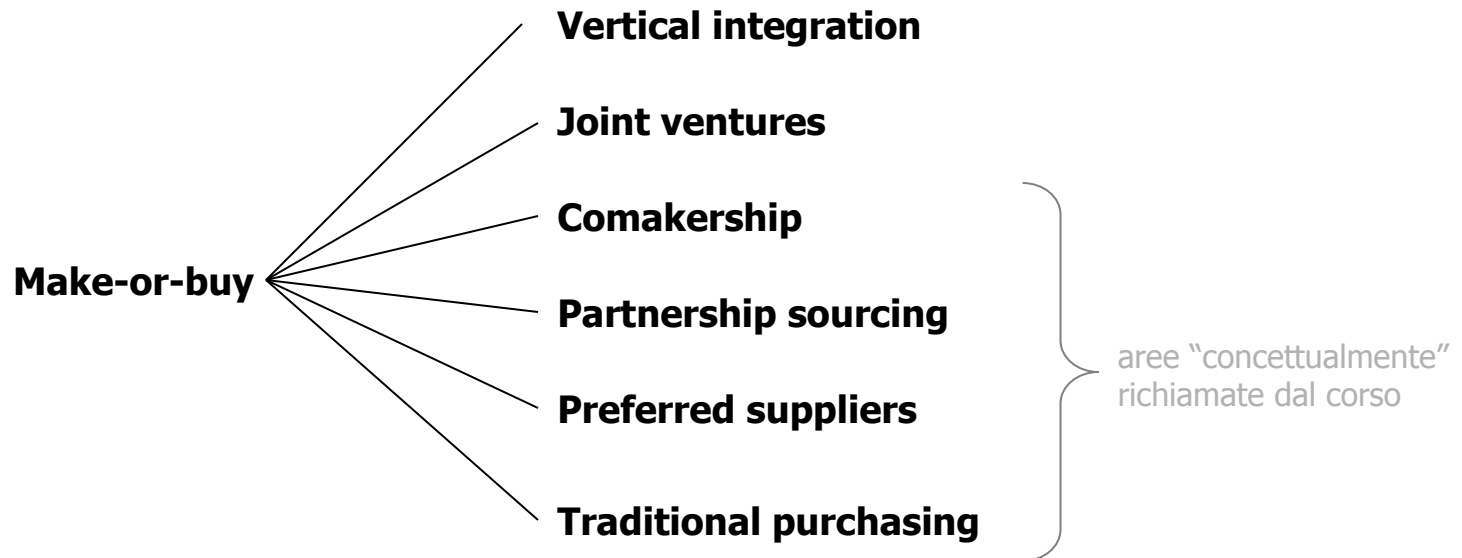 Vertical integration
Joint ventures
Comakership
Make-or-buy
Partnership sourcing
aree “concettualmente”
richiamate dal corso
Preferred suppliers
Traditional purchasing